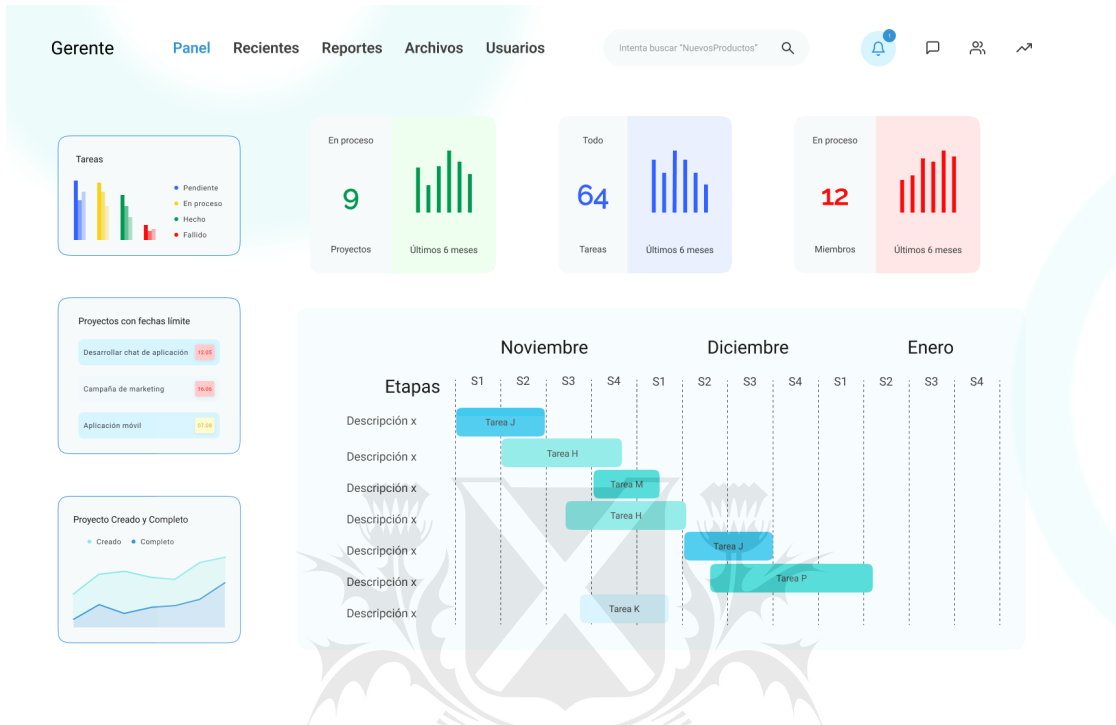 Gerente Panel Recientes Reportes Archivos Usuarios Intenta buscar "NuevosProductos" 1
Tareas
Pendiente
En proceso
Hecho
Fallido
En proceso
9
Proyectos
Últimos 6 meses
Todo
64
Tareas
Últimos 6 meses
En proceso
12
Miembros
Últimos 6 meses
Proyectos con fechas límite
Desarrollar chat de aplicación 12.05
Campaña de marketing 16.06
Aplicación móvil 07.08
Proyecto Creado y Completo
Creado Completo
Noviembre Diciembre Enero
Etapas S1 S2 S3 S4 S1 S2 S3 S4 S1 S2 S3 S4
Descripción x Tarea J
Descripción x Tarea H
Descripción x Tarea M
Descripción x Tarea H
Descripción x Tarea J
Descripción x Tarea P
Descripción x Tarea K